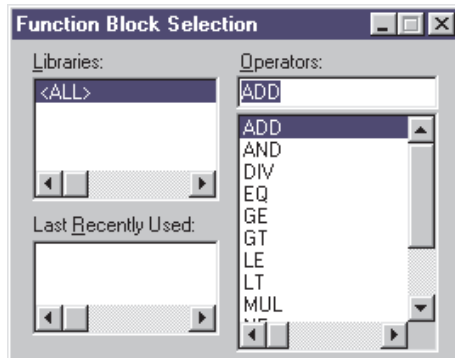 Function Block Selection
Libraries:
<ALL>
Last Recently Used:
Operators:
ADD
ADD
AND
DIV
EQ
GE
GT
LE
LT
MUL